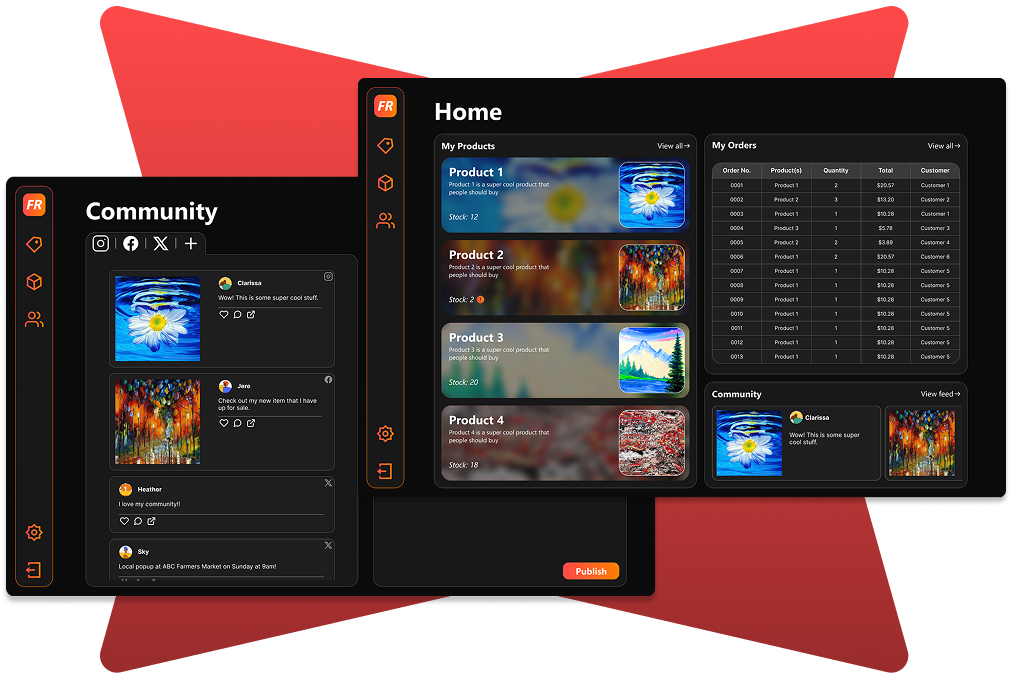 FR
Community
Clarissa
Wow! This is some super cool stuff.
Jere
Check out my new item that I have
up for sale.
Heather
I love my community!!
Sky
Local popup at ABC Farmers Market on Sunday at 9am!
Publish
FR
Home
My Products
View all→
Product 1
Product 1 is a super cool product that
people should buy
Stock: 12
Product 2
Product 2 is a super cool product that
people should buy
Stock: 2
Product 3
Product 3 is a super cool product that
people should buy
Stock: 20
Product 4
Product 4 is a super cool product that
people should buy
Stock: 18
My Orders
View all→
Order No. Product(s) Quantity Total Customer
0001 Product 1 2 $20.57 Customer 1
0002 Product 2 3 $13.20 Customer 2
0003 Product 1 1 $10.28 Customer 1
0004 Product 3 1 $5.78 Customer 3
0005 Product 2 2 $3.89 Customer 4
0006 Product 1 2 $20.57 Customer 6
0007 Product 1 1 $10.28 Customer 5
0008 Product 1 1 $10.28 Customer 5
0009 Product 1 1 $10.28 Customer 5
0010 Product 1 1 $10.28 Customer 5
0011 Product 1 1 $10.28 Customer 5
0012 Product 1 1 $10.28 Customer 5
0013 Product 1 1 $10.28 Customer 5
Community
View feed→
Clarissa
Wow! This is some super
cool stuff.